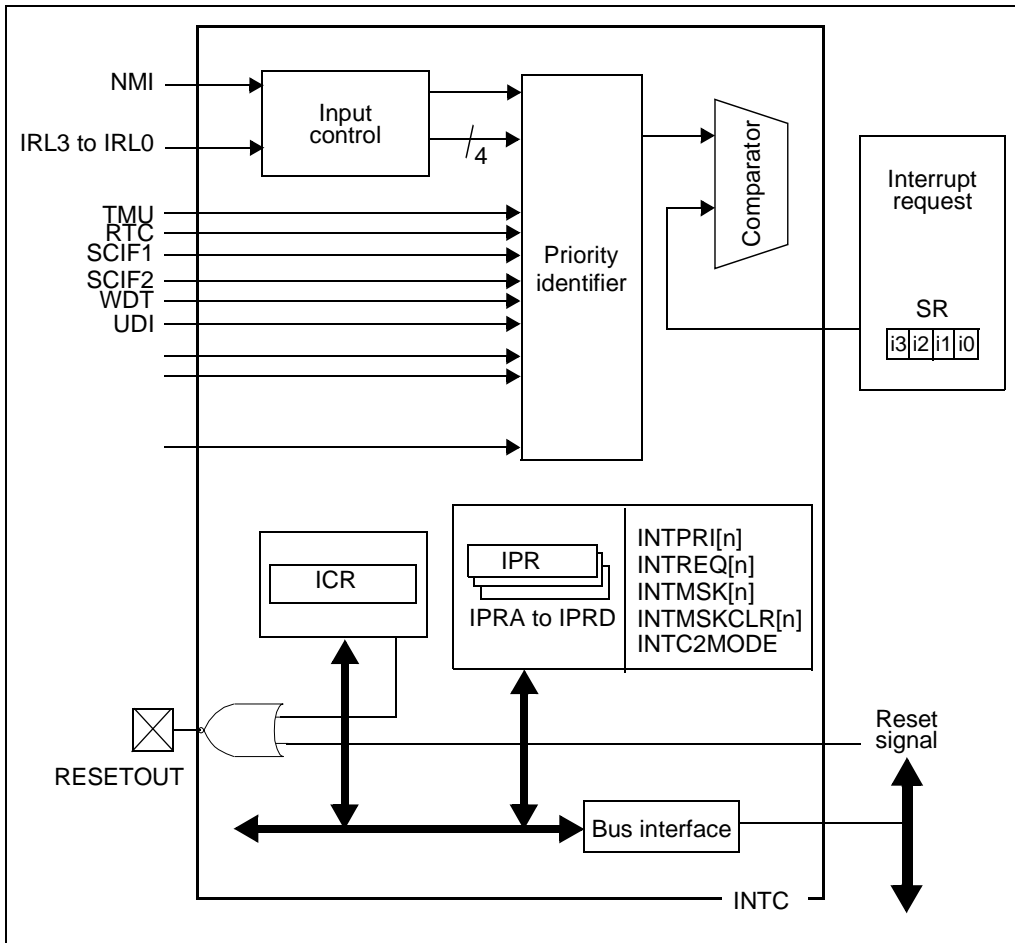 NMI
IRL3 to IRL0
Input
control
4
TMU
RTC
SCIF1
SCIF2
WDT
UDI
Priority
identifier
Comparator
Interrupt
request
SR
i3 i2 i1 i0
ICR
IPR
IPRA to IPRD
INTPRI[n]
INTREQ[n]
INTMSK[n]
INTMSKCLR[n]
INTC2MODE
RESETOUT
Reset
signal
Bus interface
INTC